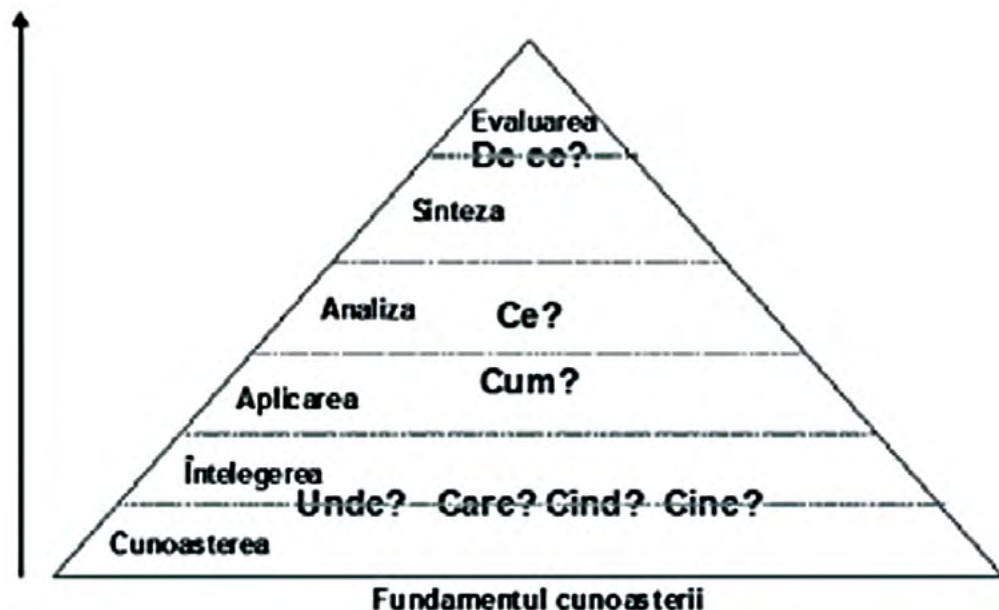 Evaluarea
De ce?
Sinteza
Analiza
Ce?
Cum?
Aplicarea
Întelegerea
Unde? Care? Cind? Cine?
Cunoasterea
Fundamentul cunoasterii